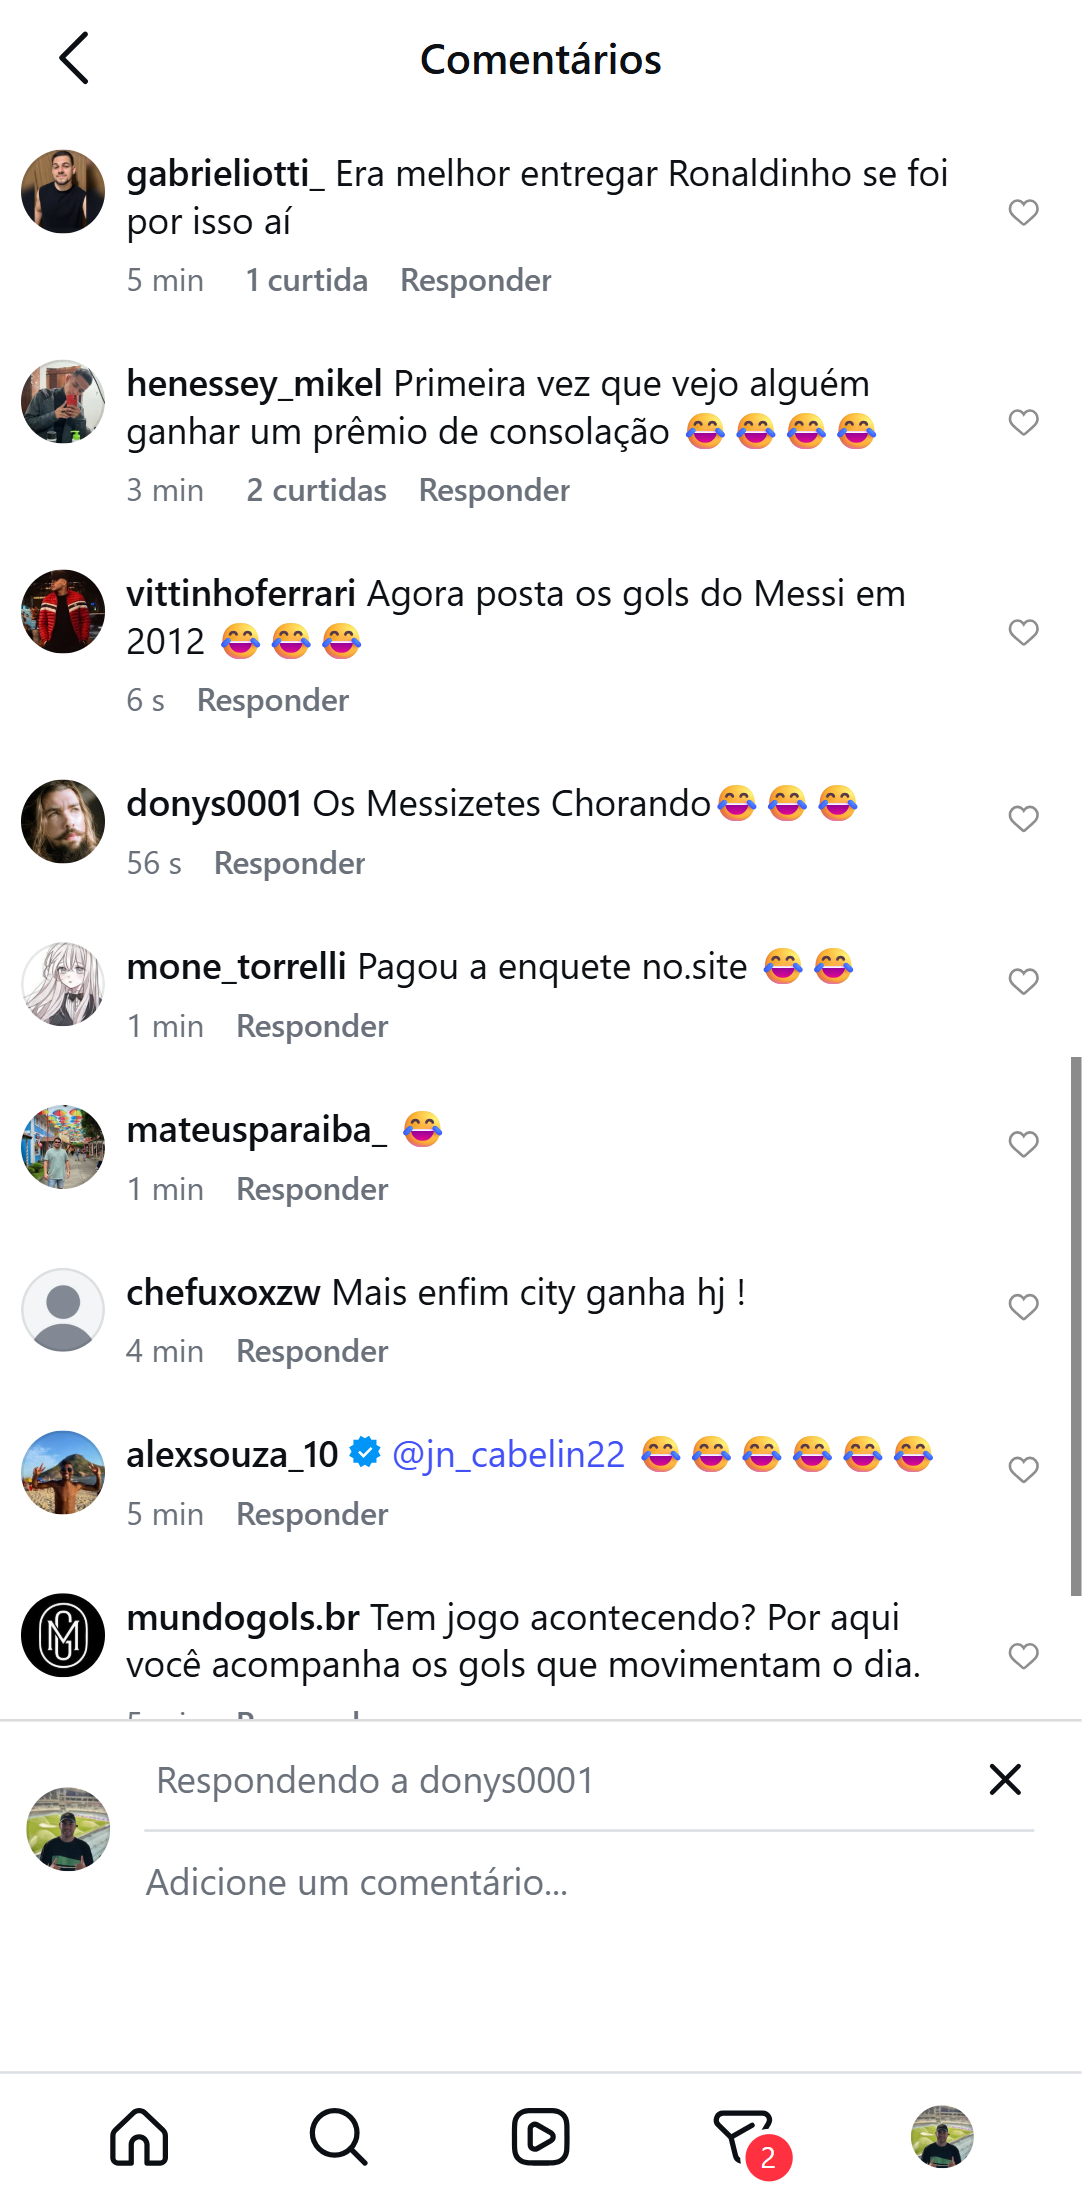 Comentários
gabrieliotti_ Era melhor entregar Ronaldinho se foi
por isso aí
5 min 1 curtida Responder
henessey_mikel Primeira vez que vejo alguém
ganhar um prêmio de consolação 😂😂😂😂
3 min 2 curtidas Responder
vittinhoferrari Agora posta os gols do Messi em
2012 😂😂😂
6 s Responder
donys0001 Os Messizetes Chorando😂😂😂
56 s Responder
mone_torrelli Pagou a enquete no.site 😂😂
1 min Responder
mateusparaiba_ 😂
1 min Responder
chefuxoxzw Mais enfim city ganha hj !
4 min Responder
alexsouza_10 @jn_cabelin22 😂😂😂😂😂😂
5 min Responder
mundogols.br Tem jogo acontecendo? Por aqui
você acompanha os gols que movimentam o dia.
Respondendo a donys0001
Adicione um comentário...
2